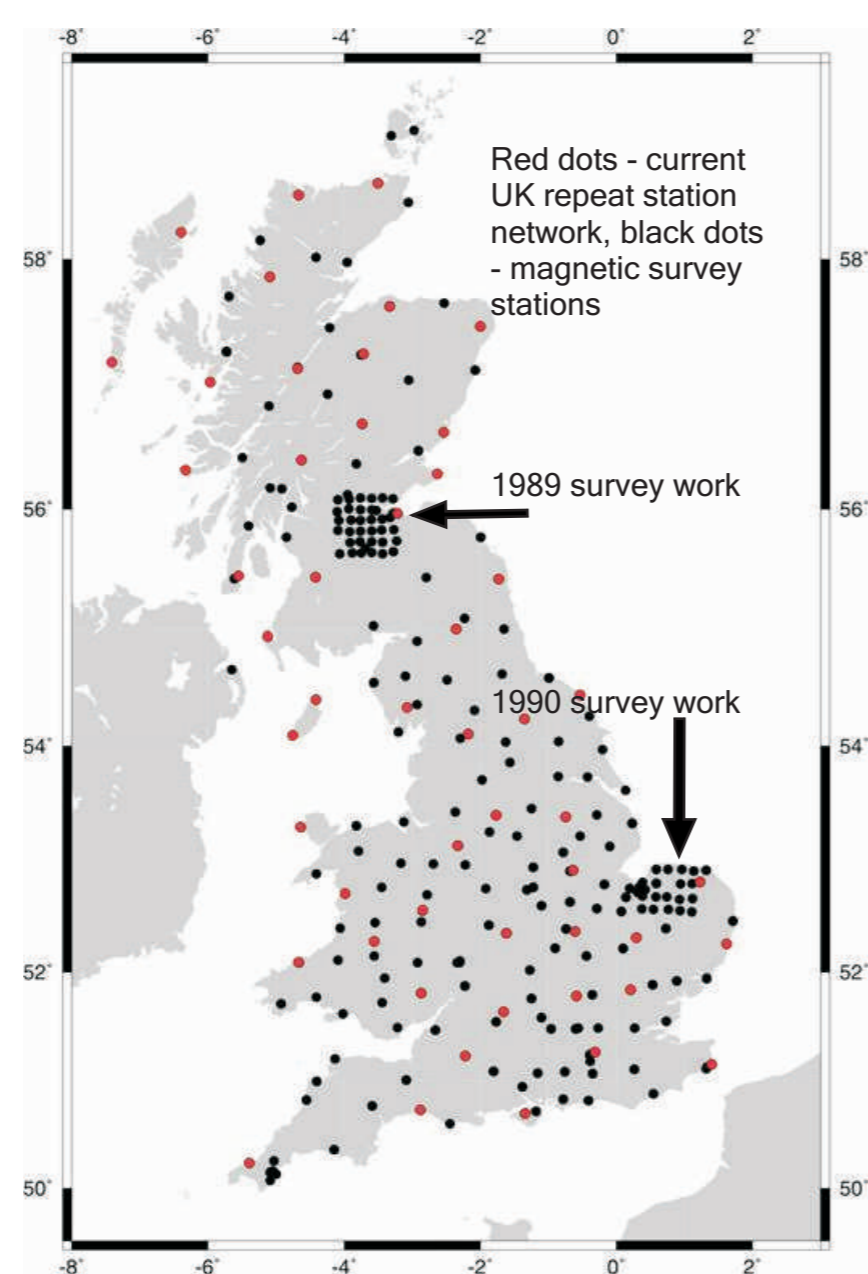 -8° -6° -4° -2° 0° 2°
Red dots - current
UK repeat station
network, black dots
- magnetic survey
stations
58° 58°
1989 survey work
56° 56°
1990 survey work
54° 54°
52° 52°
50° 50°
-8° -6° -4° -2° 0° 2°